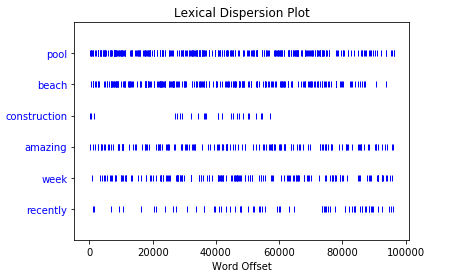 Lexical Dispersion Plot
pool
beach
construction
amazing
week
recently
0 20000 40000 60000 80000 100000
Word Offset